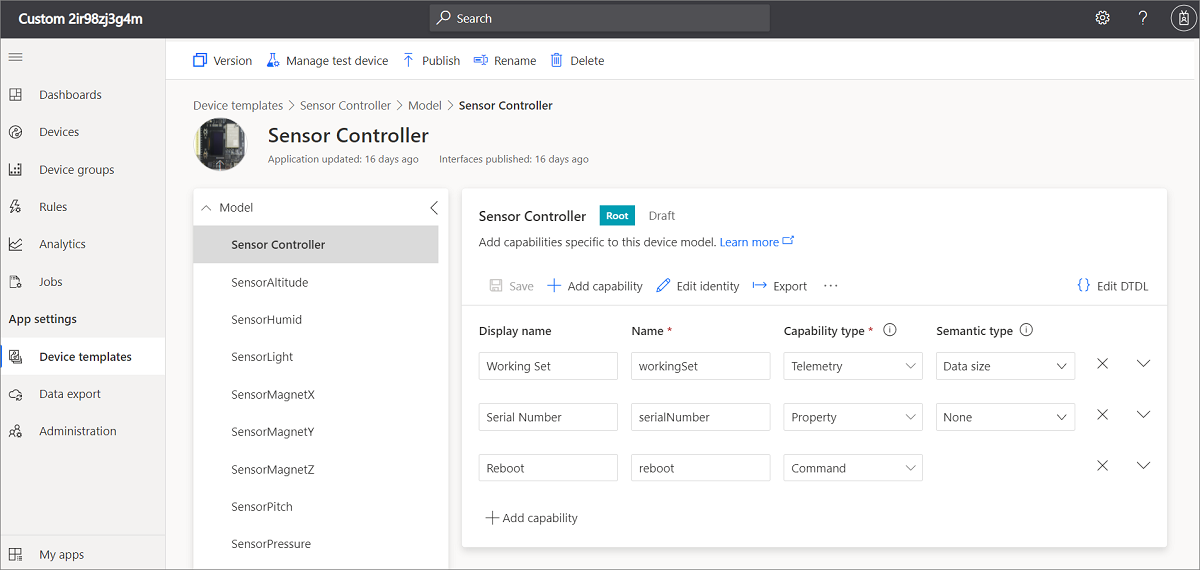 Custom 2ir98zj3g4m
Search
Version Manage test device Publish Rename Delete
Dashboards
Devices
Device groups
Rules
Analytics
Jobs
App settings
Device templates
Data export
Administration
My apps
Device templates > Sensor Controller > Model > Sensor Controller
Sensor Controller
Application updated: 16 days ago Interfaces published: 16 days ago
Model
Sensor Controller
SensorAltitude
SensorHumid
SensorLight
SensorMagnetX
SensorMagnetY
SensorMagnetZ
SensorPitch
SensorPressure
Sensor Controller Root Draft
Add capabilities specific to this device model. Learn more
Save Add capability Edit identity Export ··· {} Edit DTDL
Display name Name * Capability type * Semantic type
Working Set workingSet Telemetry Data size
Serial Number serialNumber Property None
Reboot reboot Command
Add capability